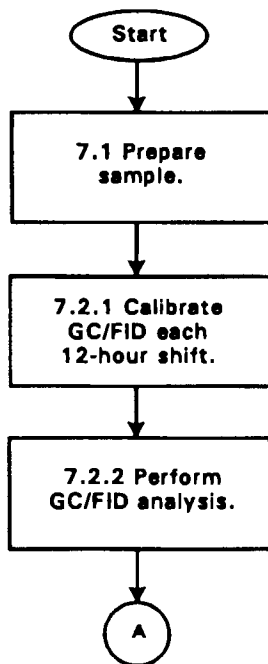 Start
7.1 Prepare
sample.
7.2.1 Calibrate
GC/FID each
12-hour shift.
7.2.2 Perform
GC/FID analysis.
A